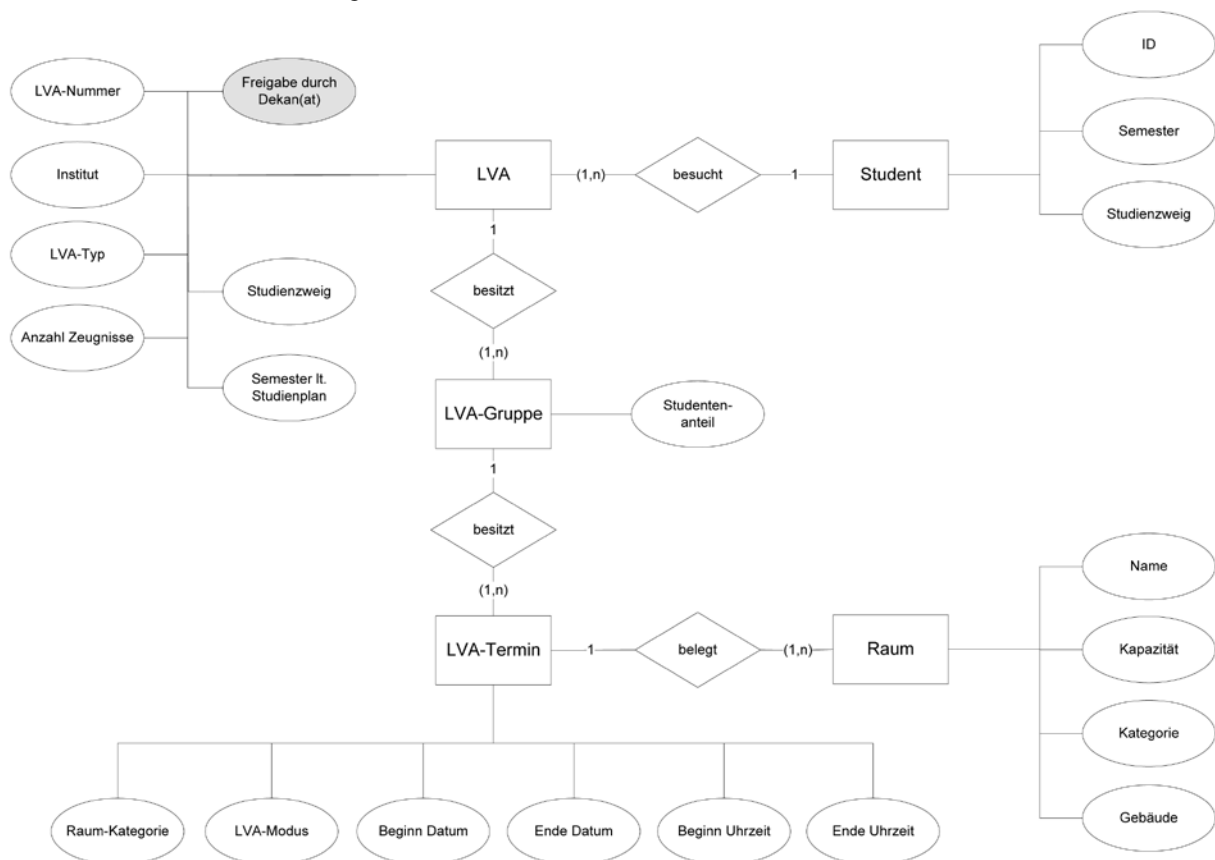 ID
LVA-Nummer
Freigabe durch
Dekan(at)
Semester
Institut
LVA
(1,n)
besucht
1
Student
Studienzweig
LVA-Typ
1
Studienzweig
besitzt
Anzahl Zeugnisse
(1,n)
Semester lt.
Studienplan
LVA-Gruppe
Studenten-
anteil
1
besitzt
Name
(1,n)
LVA-Termin
1
belegt
(1,n)
Raum
Kapazität
Kategorie
Gebäude
Raum-Kategorie
LVA-Modus
Beginn Datum
Ende Datum
Beginn Uhrzeit
Ende Uhrzeit